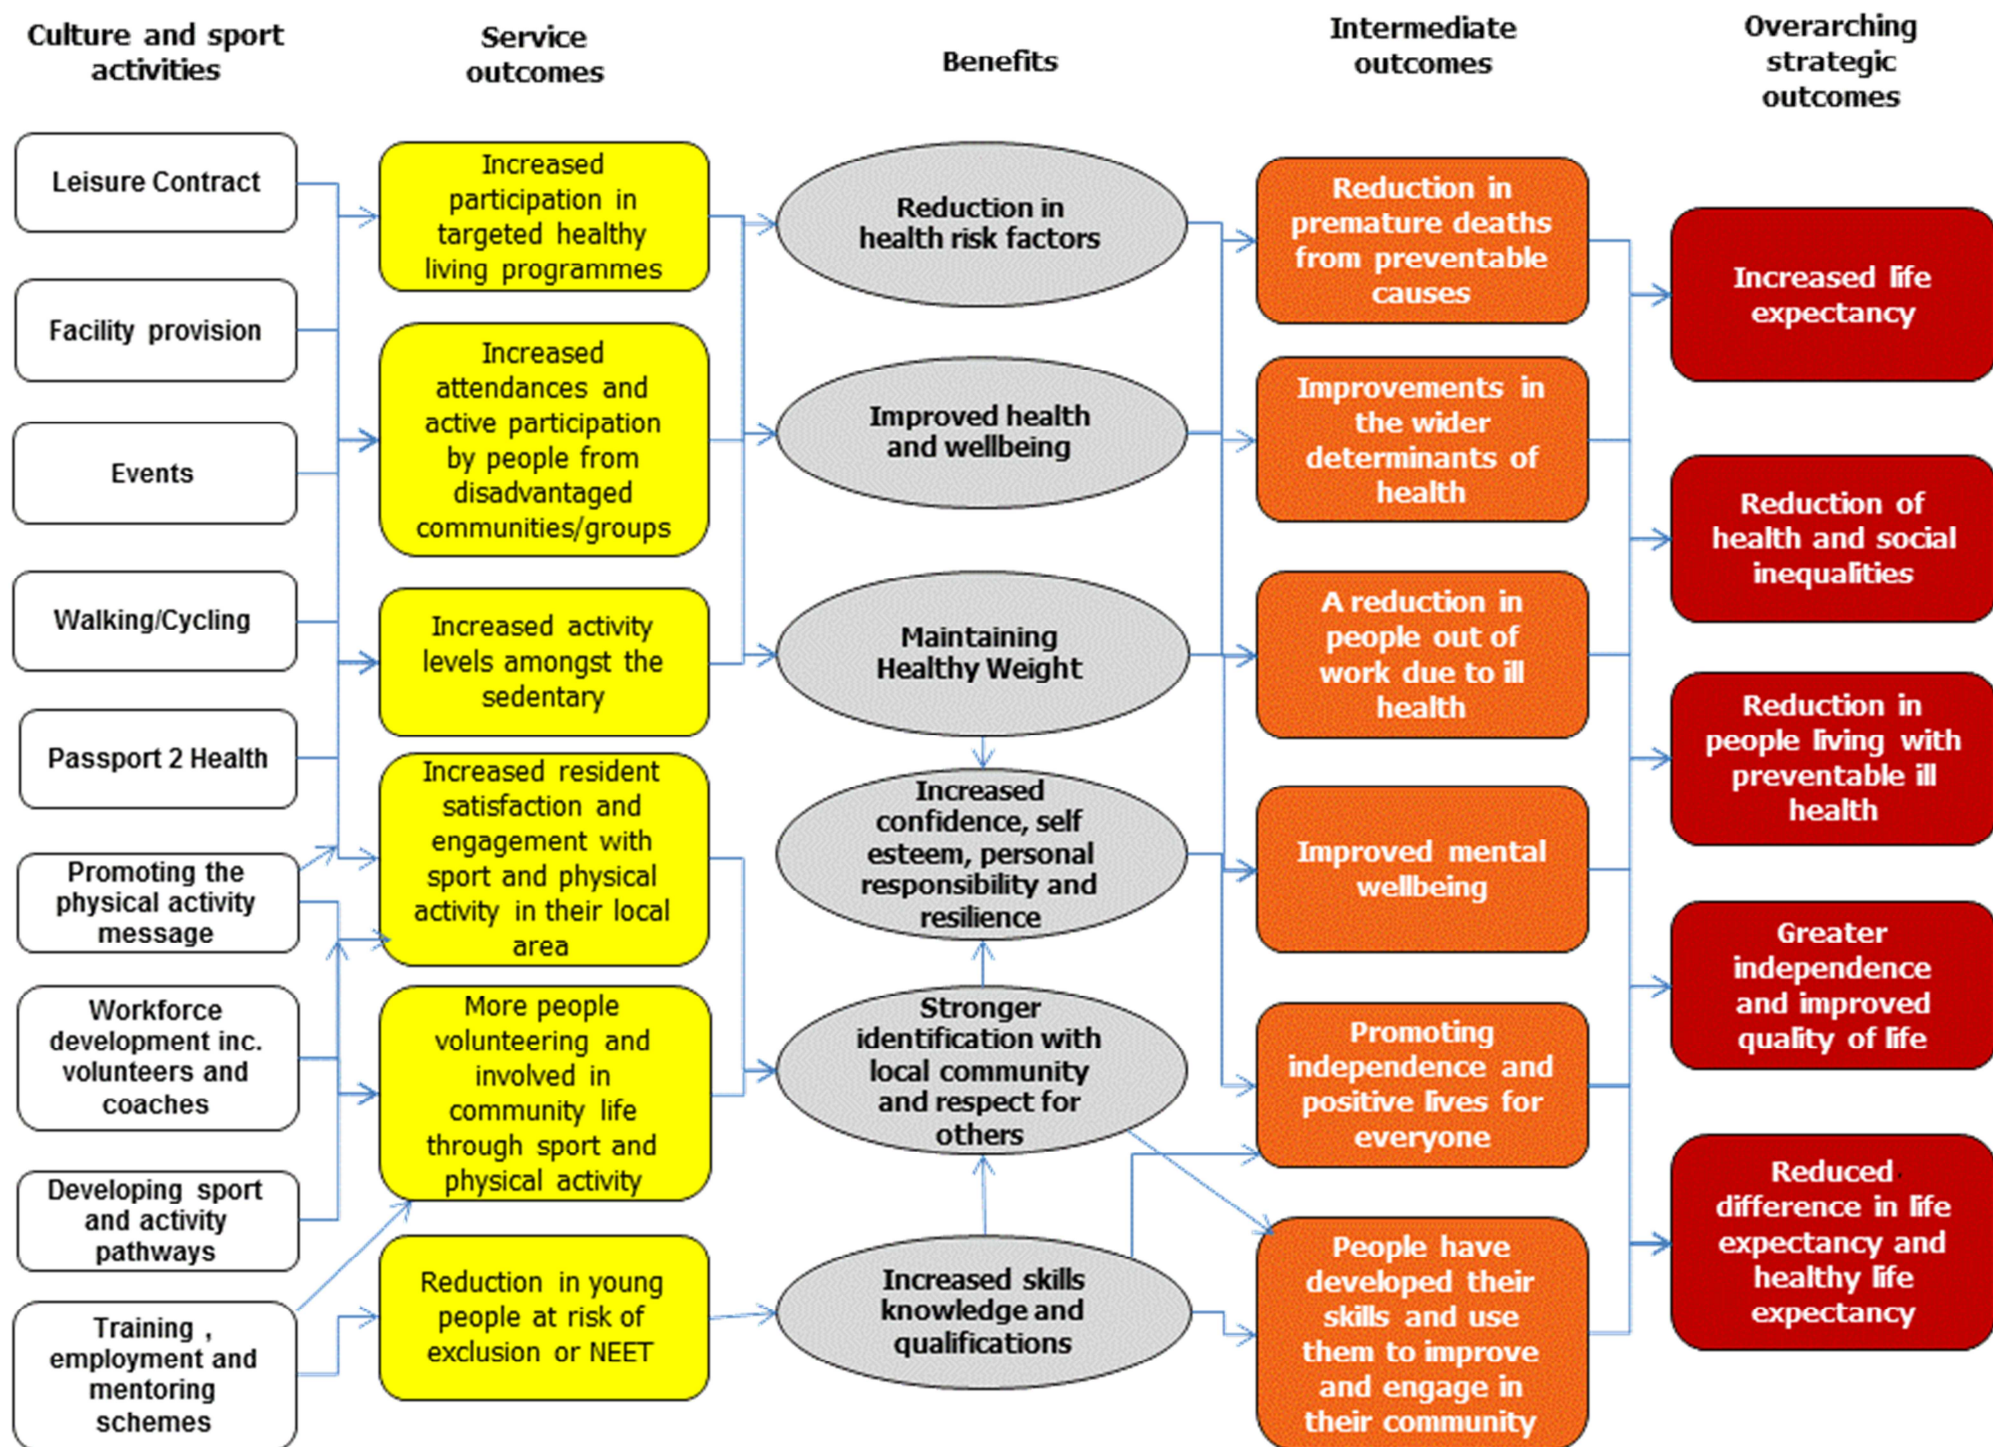 Culture and sport
activities
Service
outcomes
Benefits
Intermediate
outcomes
Overarching
strategic
outcomes
Leisure Contract
Facility provision
Events
Walking/Cycling
Passport 2 Health
Promoting the
physical activity
message
Workforce
development inc.
volunteers and
coaches
Developing sport
and activity
pathways
Training ,
employment and
mentoring
schemes
Increased
participation in
targeted healthy
living programmes
Increased
attendances and
active participation
by people from
disadvantaged
communities/groups
Increased activity
levels amongst the
sedentary
Increased resident
satisfaction and
engagement with
sport and physical
activity in their local
area
More people
volunteering and
involved in
community life
through sport and
physical activity
Reduction in young
people at risk of
exclusion or NEET
Reduction in
health risk factors
Improved health
and wellbeing
Maintaining
Healthy Weight
Increased
confidence, self
esteem, personal
responsibility and
resilience
Stronger
identification with
local community
and respect for
others
Increased skills
knowledge and
qualifications
Reduction in
premature deaths
from preventable
causes
Improvements in
the wider
determinants of
health
A reduction in
people out of
work due to ill
health
Improved mental
wellbeing
Promoting
independence and
positive lives for
everyone
People have
developed their
skills and use
them to improve
and engage in
their community
Increased life
expectancy
Reduction of
health and social
inequalities
Reduction in
people living with
preventable ill
health
Greater
independence
and improved
quality of life
Reduced
difference in life
expectancy and
healthy life
expectancy